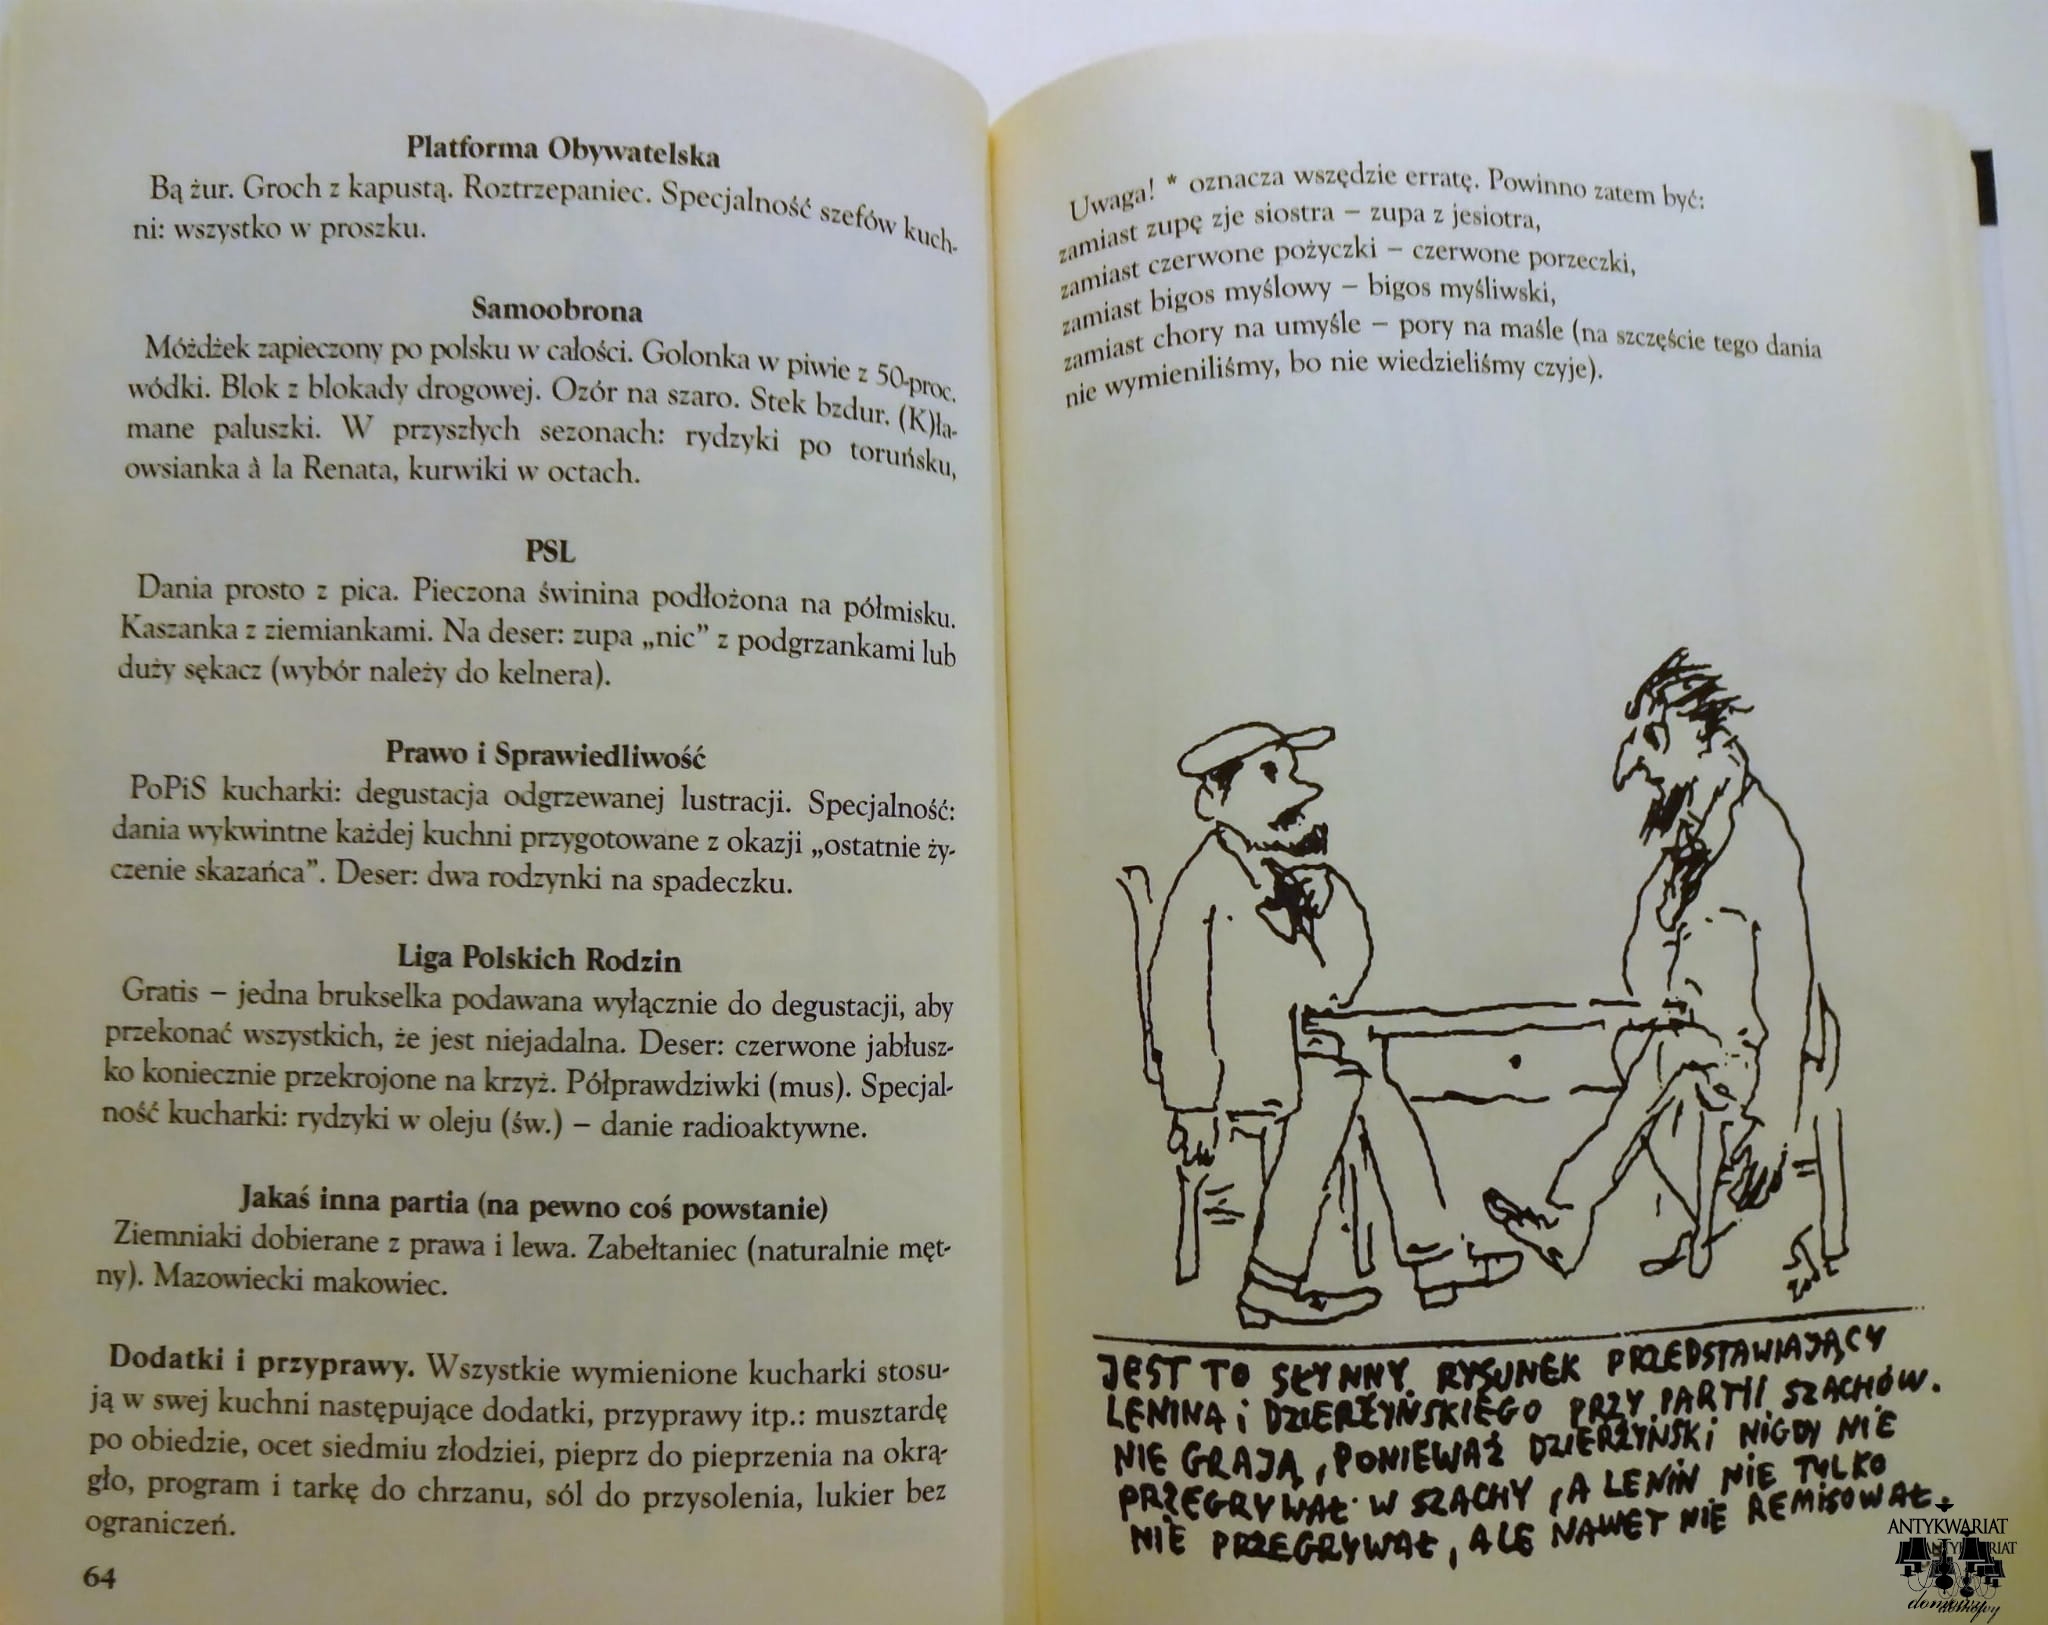 Platforma Obywatelska
Bą żur. Groch z kapustą. Roztrzepaniec. Specjalność szefów kuch-
ni: wszystko w proszku.
Samoobrona
Móżdżek zapieczony po polsku w całości. Golonka w piwie z 50-proc.
wódki. Blok z blokady drogowej. Ozór na szaro. Stek bzdur. (K)ła-
mane paluszki. W przyszłych sezonach: rydzyki po toruńsku,
owsianka à la Renata, kurwiki w octach.
PSL
Dania prosto z pica. Pieczona świnina podłożona na półmisku.
Kaszanka z ziemiankami. Na deser: zupa „nic” z podgrzankami lub
duży sękacz (wybór należy do kelnera).
Prawo i Sprawiedliwość
PoPiS kucharki: degustacja odgrzewanej lustracji. Specjalność:
dania wykwintne każdej kuchni przygotowane z okazji „ostatnie ży-
czenie skazańca”. Deser: dwa rodzynki na spadeczku.
Liga Polskich Rodzin
Gratis – jedna brukselka podawana wyłącznie do degustacji, aby
przekonać wszystkich, że jest niejadalna. Deser: czerwone jabłusz-
ko koniecznie przekrojone na krzyż. Półprawdziwki (mus). Specjal-
ność kucharki: rydzyki w oleju (św.) – danie radioaktywne.
Jakaś inna partia (na pewno coś powstanie)
Ziemniaki dobierane z prawa i lewa. Zabełtaniec (naturalnie męt-
ny). Mazowiecki makowiec.
Dodatki i przyprawy. Wszystkie wymienione kucharki stosu-
ją w swej kuchni następujące dodatki, przyprawy itp.: musztardę
po obiedzie, ocet siedmiu złodziei, pieprz do pieprzenia na okrą-
gło, program i tarkę do chrzanu, sól do przysolenia, lukier bez
ograniczeń.
64
Uwaga! * oznacza wszędzie erratę. Powinno zatem być:
zamiast zupę zje siostra – zupa z jesiotra,
zamiast czerwone pożyczki – czerwone porzeczki,
zamiast bigos myślowy – bigos myśliwski,
zamiast chory na umyśle – pory na maśle (na szczęście tego dania
nie wymieniliśmy, bo nie wiedzieliśmy czyje).
JEST TO SŁYNNY RYSUNEK PRZEDSTAWIAJĄCY
LENINA i DZIERŻYŃSKIEGO PRZY PARTII SZACHÓW.
NIE GRAJĄ, PONIEWAŻ DZIERŻYŃSKI NIGDY NIE
PRZEGRYWAŁ W SZACHY, A LENIN NIE TYLKO
NIE PRZEGRYWAŁ, ALE NAWET NIE REMISOWAŁ.
ANTYKWARIAT
domowy